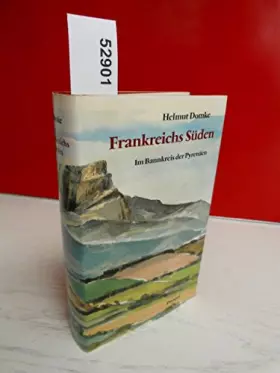 52901
Helmut Domke
Frankreichs Süden
Im Bannkreis der Pyrenäen